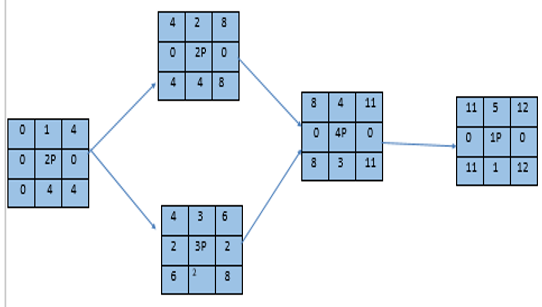 4 2 8
0 2P 0
4 4 8
0 1 4
0 2P 0
0 4 4
8 4 11
0 4P 0
8 3 11
11 5 12
0 1P 0
11 1 12
4 3 6
2 3P 2
6 2 8